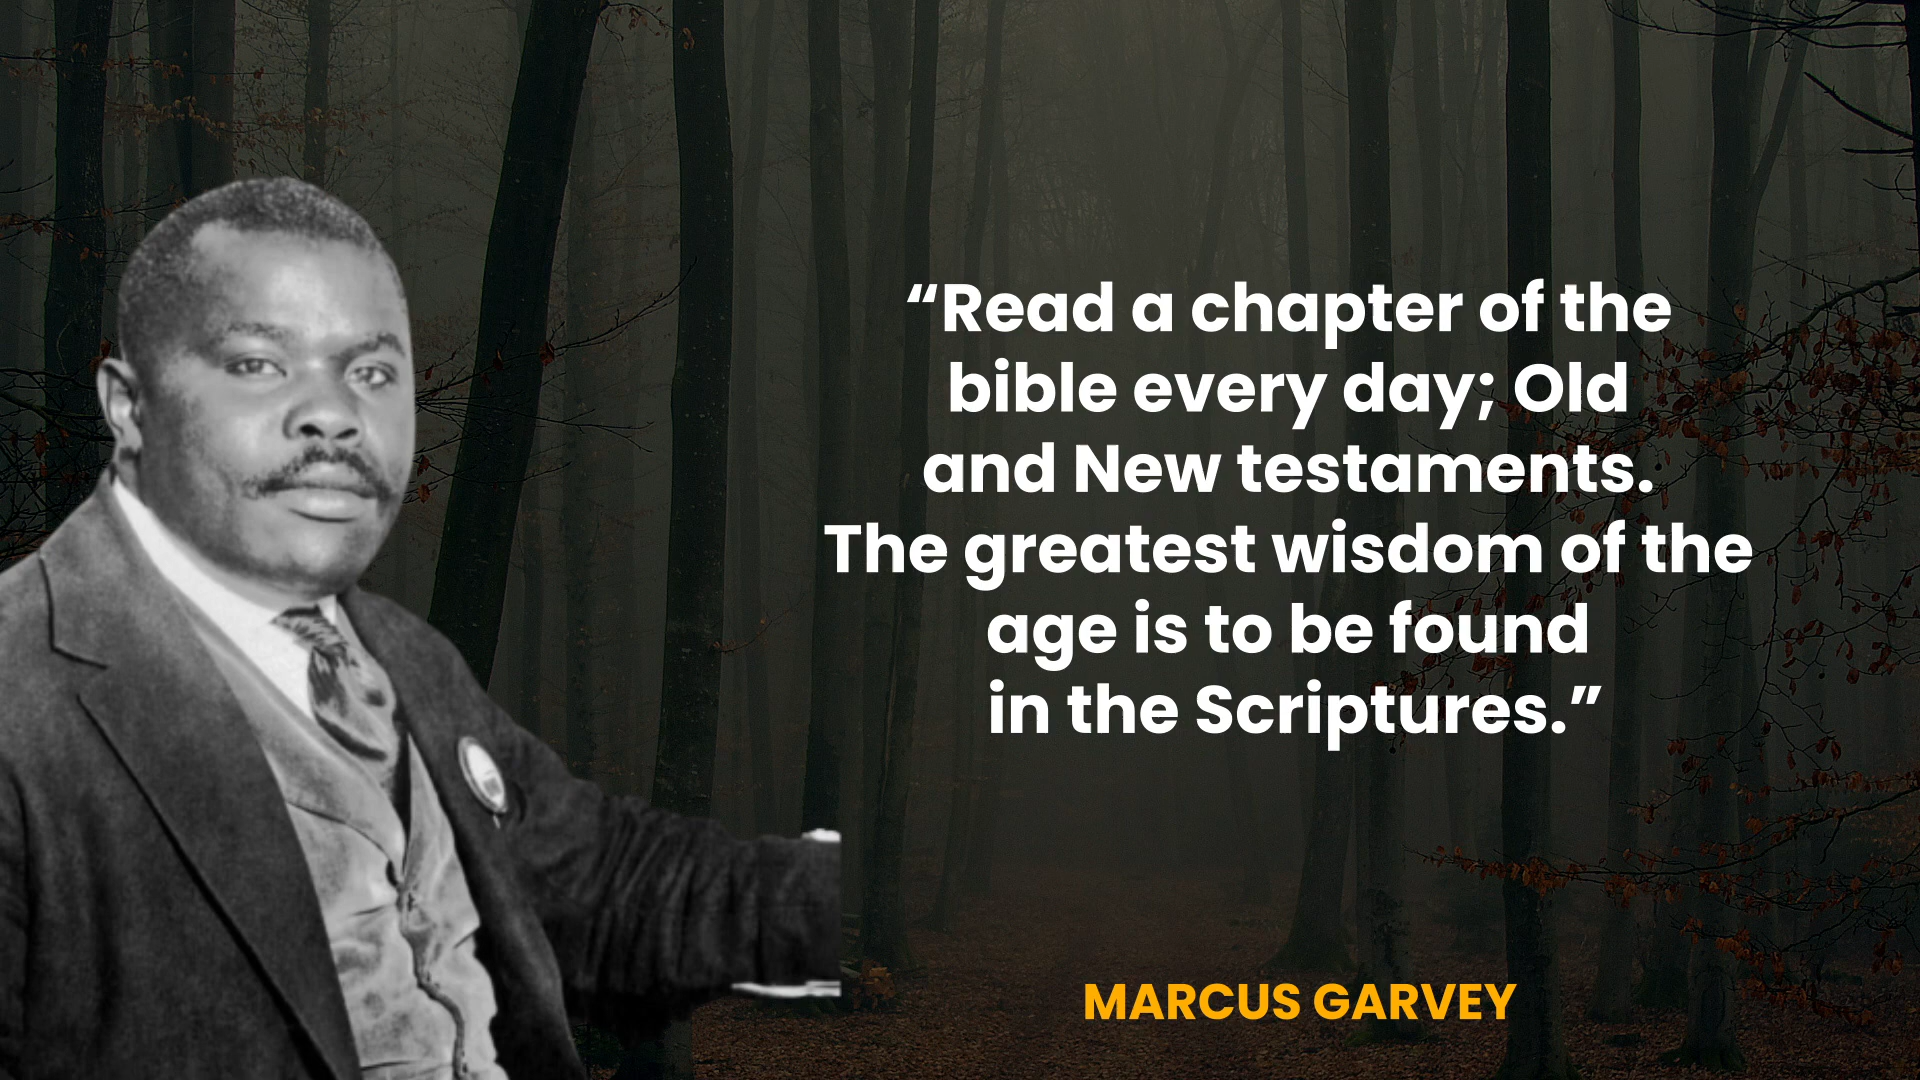 “Read a chapter of the
bible every day; Old
and New testaments.
The greatest wisdom of the
age is to be found
in the Scriptures.”
MARCUS GARVEY